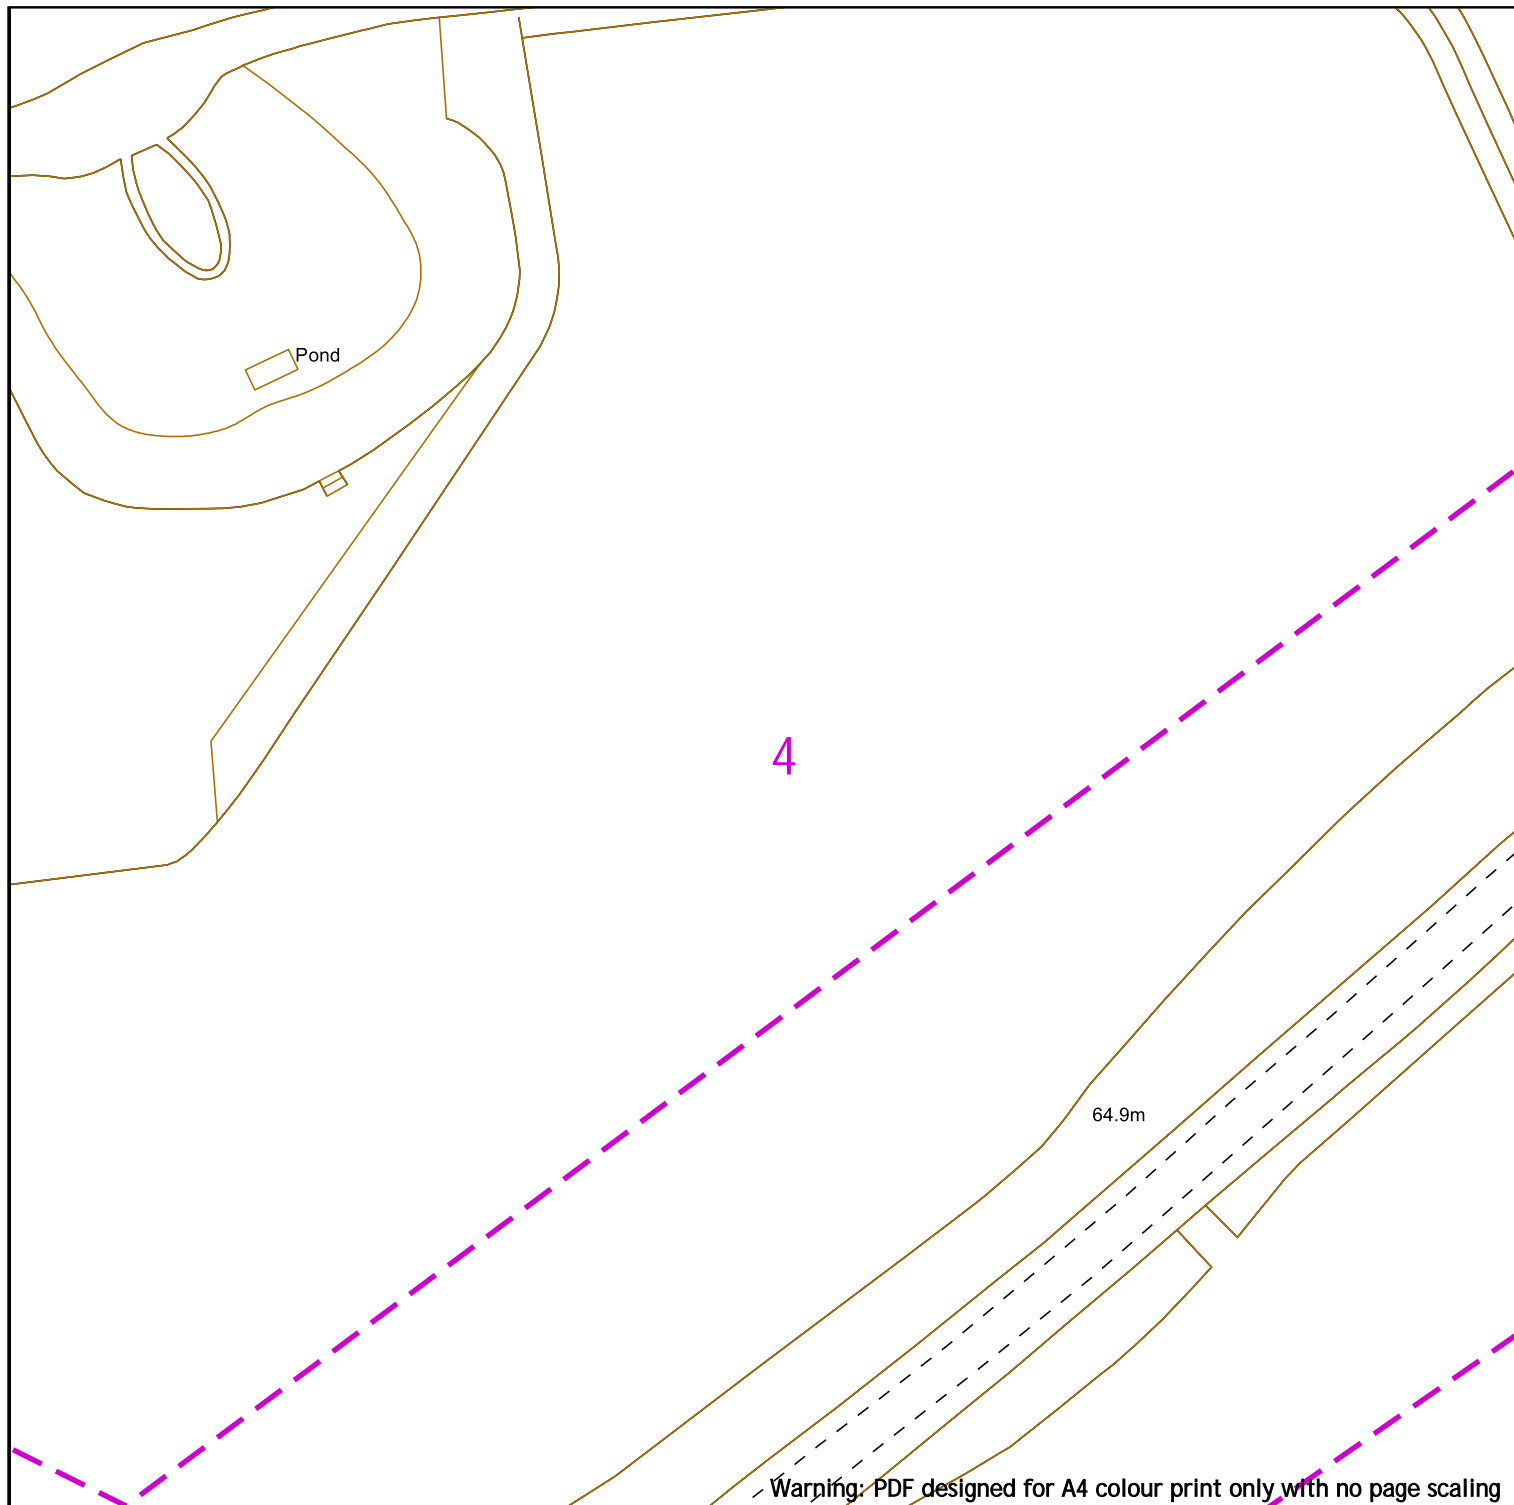 Pond
4
64.9m
Warning: PDF designed for A4 colour print only with no page scaling